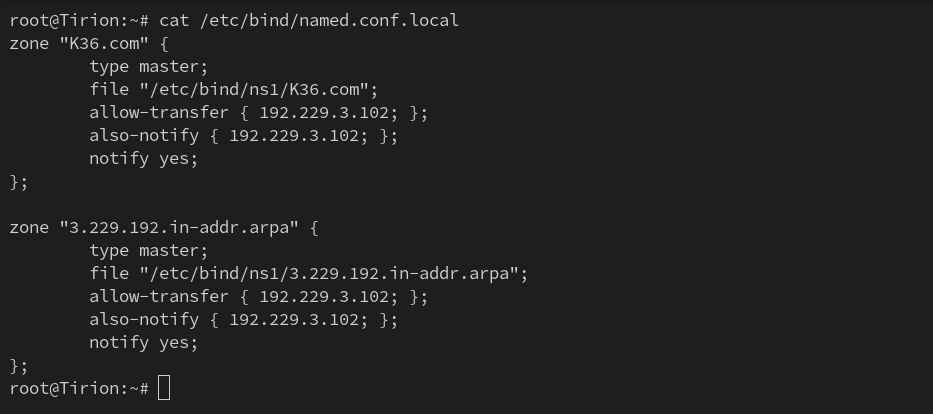 root@Tirion:~# cat /etc/bind/named.conf.local
zone "K36.com" {
        type master;
        file "/etc/bind/ns1/K36.com";
        allow-transfer { 192.229.3.102; };
        also-notify { 192.229.3.102; };
        notify yes;
};

zone "3.229.192.in-addr.arpa" {
        type master;
        file "/etc/bind/ns1/3.229.192.in-addr.arpa";
        allow-transfer { 192.229.3.102; };
        also-notify { 192.229.3.102; };
        notify yes;
};
root@Tirion:~#